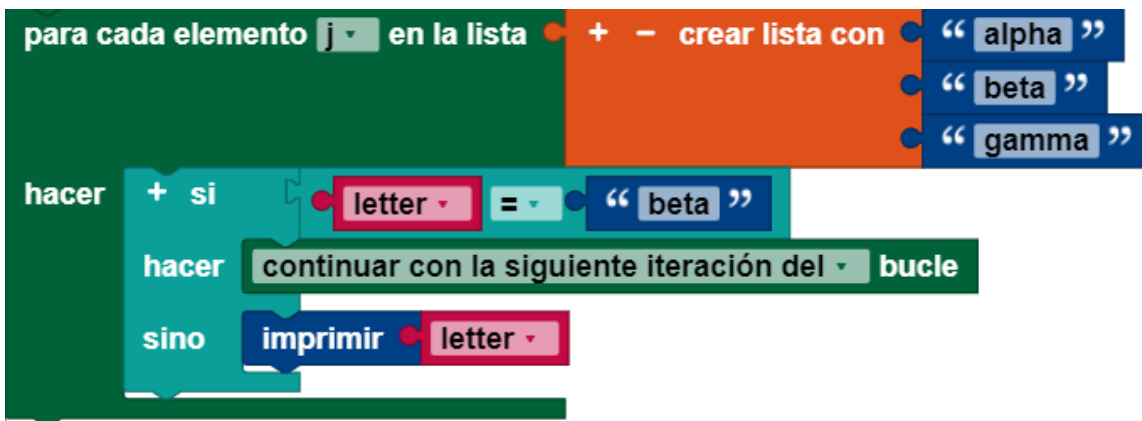 para cada elemento j en la lista + − crear lista con “ alpha ”
“ beta ”
“ gamma ”
hacer + si letter = “ beta ”
hacer continuar con la siguiente iteración del bucle
sino imprimir letter